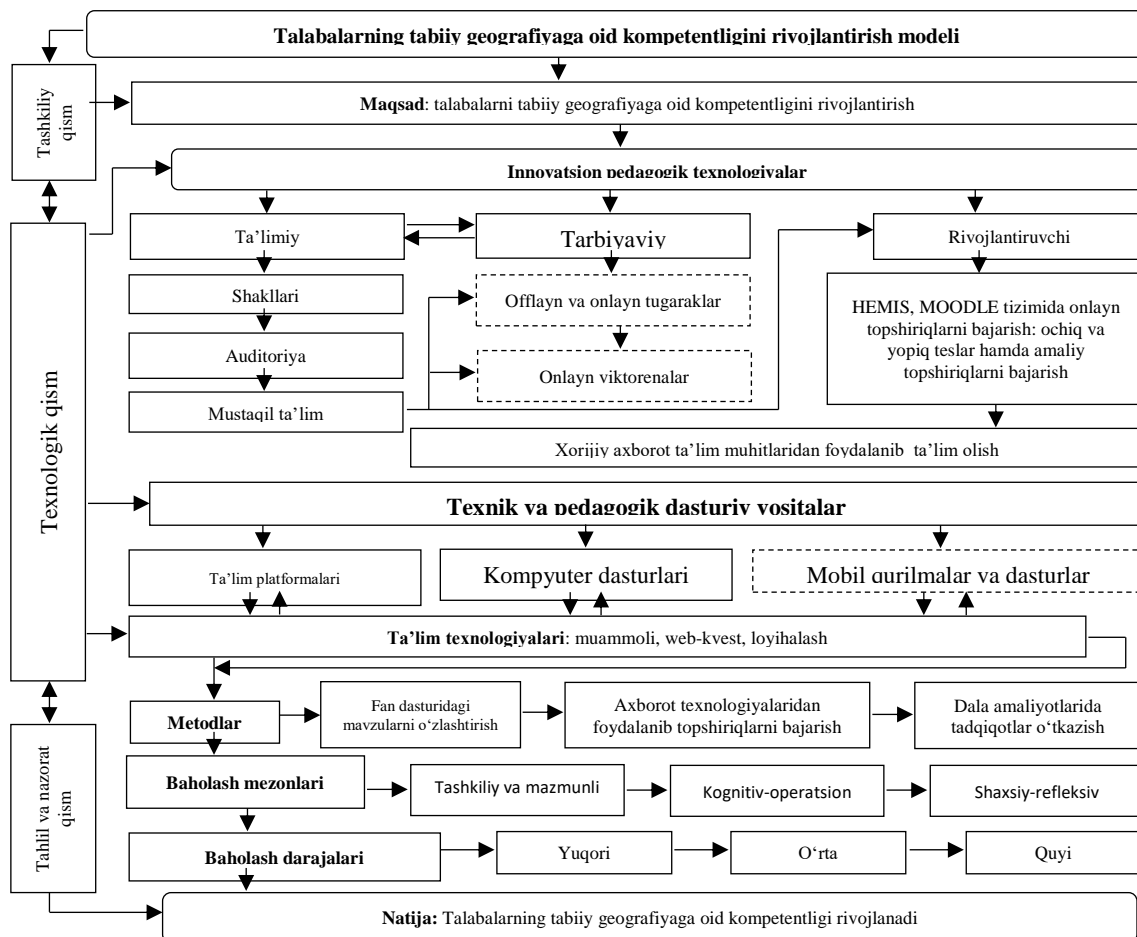 Talabalarning tabiiy geografiyaga oid kompetentligini rivojlantirish modeli
Tashkiliy
qism
Maqsad: talabalarni tabiiy geografiyaga oid kompetentligini rivojlantirish
Innovatsion pedagogik texnologiyalar
Texnologik qism
Ta’limiy
Tarbiyaviy
Rivojlantiruvchi
Shakllari
Offlayn va onlayn tugaraklar
HEMIS, MOODLE tizimida onlayn
topshiriqlarni bajarish: ochiq va
yopiq teslar hamda amaliy
topshiriqlarni bajarish
Auditoriya
Onlayn viktorenalar
Mustaqil ta’lim
Xorijiy axborot ta’lim muhitlaridan foydalanib ta’lim olish
Texnik va pedagogik dasturiy vositalar
Ta’lim platformalari
Kompyuter dasturlari
Mobil qurilmalar va dasturlar
Ta’lim texnologiyalari: muammoli, web-kvest, loyihalash
Metodlar
Fan dasturidagi
mavzularni o‘zlashtirish
Axborot texnologiyalaridan
foydalanib topshiriqlarni bajarish
Dala amaliyotlarida
tadqiqotlar o‘tkazish
Tahlil va nazorat
qism
Baholash mezonlari
Tashkiliy va mazmunli
Kognitiv-operatsion
Shaxsiy-refleksiv
Baholash darajalari
Yuqori
O‘rta
Quyi
Natija: Talabalarning tabiiy geografiyaga oid kompetentligi rivojlanadi